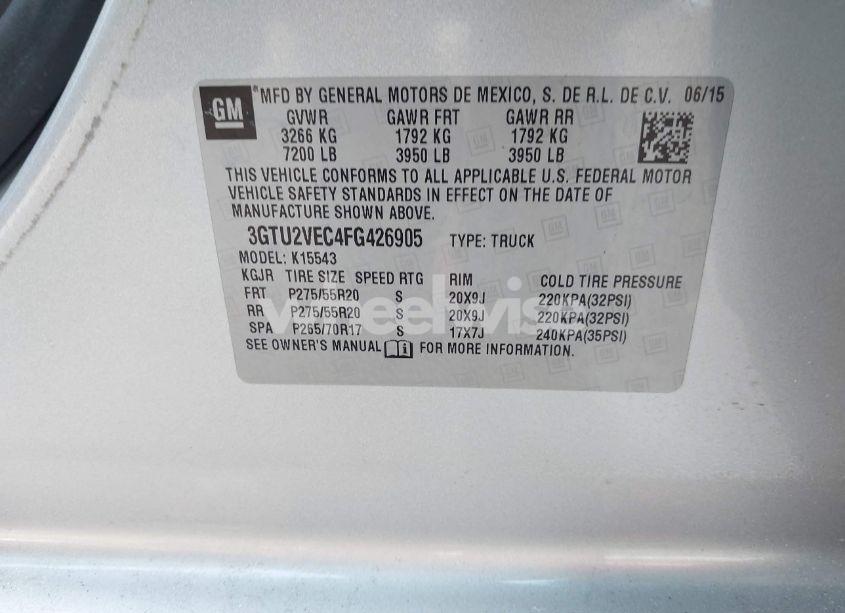 GM
*MFD BY GENERAL MOTORS DE MEXICO, S. DE R.L. DE C.V. 06/15
GVWR GAWR FRT GAWR RR
3266 KG 1792 KG 1792 KG
7200 LB 3950 LB 3950 LB
THIS VEHICLE CONFORMS TO ALL APPLICABLE U.S. FEDERAL MOTOR
VEHICLE SAFETY STANDARDS IN EFFECT ON THE DATE OF
MANUFACTURE SHOWN ABOVE.
3GTU2VEC4FG426905 TYPE: TRUCK
MODEL: K15543
KGJR TIRE SIZE SPEED RTG RIM COLD TIRE PRESSURE
FRT P275/55R20 S 20X9J 220KPA(32PSI)
RR P275/55R20 S 20X9J 220KPA(32PSI)
SPA P265/70R17 S 17X7J 240KPA(35PSI)
SEE OWNER'S MANUAL FOR MORE INFORMATION.